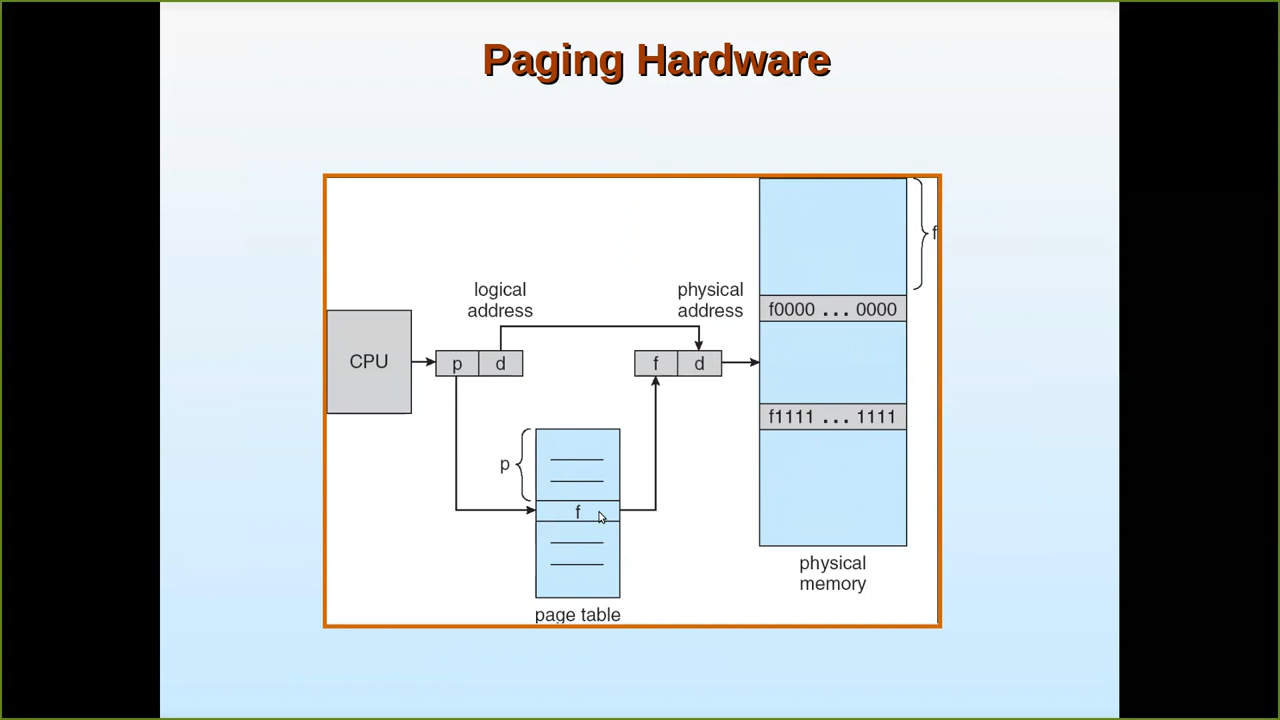 Paging Hardware
logical
address
physical
address
CPU
p
d
f
d
f
f0000 ... 0000
f1111 ... 1111
p
f
page table
physical
memory